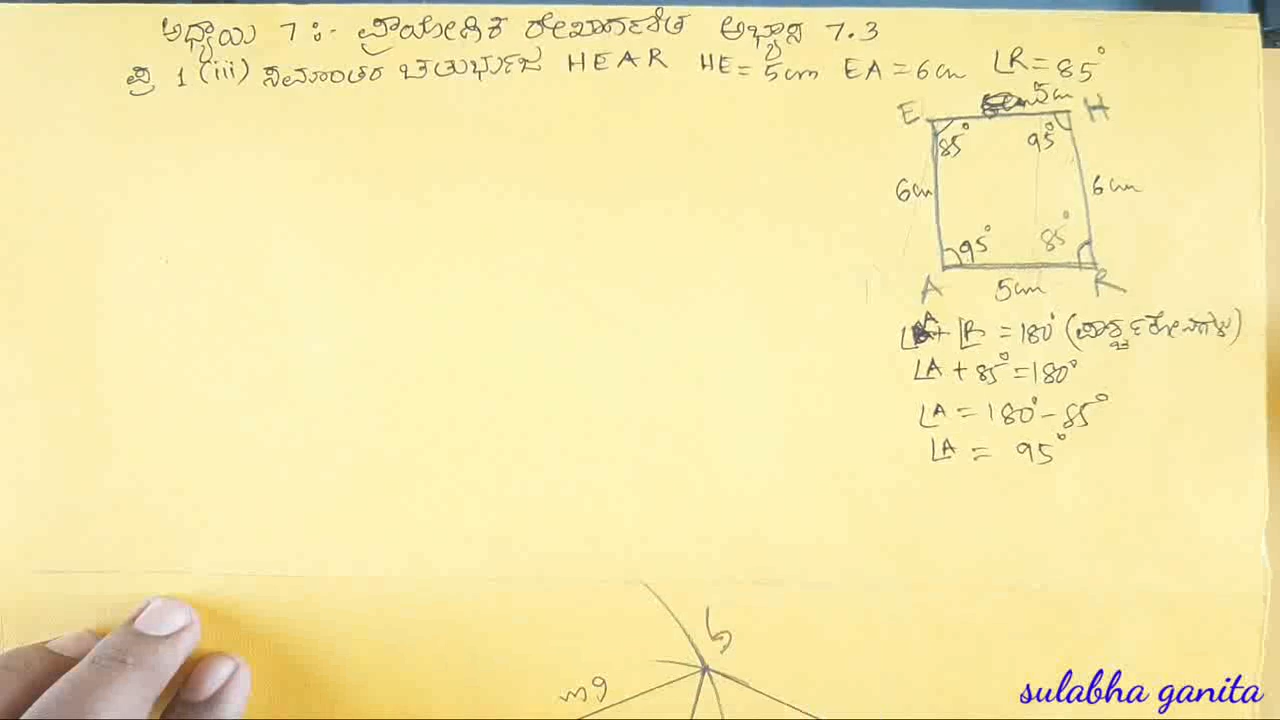 ಅಧ್ಯಾಯ 7 :- ಪ್ರಾಯೋಗಿಕ ರೇಖಾಗಣಿತ ಅಭ್ಯಾಸ 7.3
ಪ್ರ 1 (iii) ಸಮಾಂತರ ಚತುರ್ಭುಜ HEAR HE = 5cm EA = 6cm ∠R = 85°
5cm
E H
85° 95°
6cm 6cm
95° 85°
A 5cm R
∠A + ∠R = 180° (ಪಾರ್ಶ್ವ ಕೋನಗಳು)
∠A + 85° = 180°
∠A = 180° - 85°
∠A = 95°
sulabha ganita